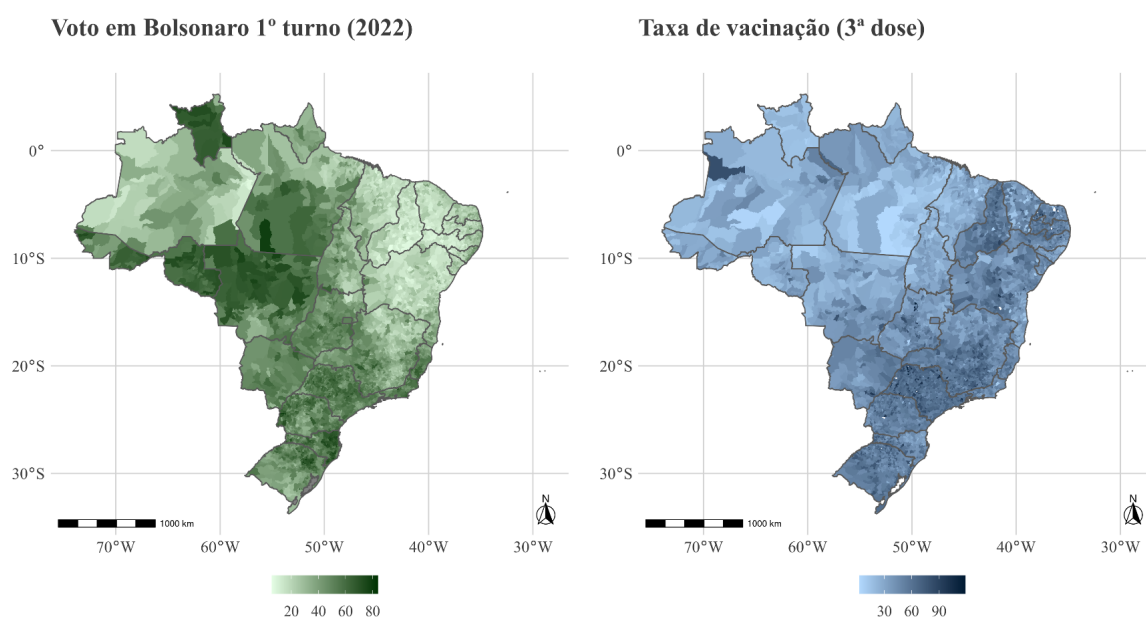 Voto em Bolsonaro 1º turno (2022)
0°
10°S
20°S
30°S
1000 km
N
70°W 60°W 50°W 40°W 30°W
20 40 60 80
Taxa de vacinação (3ª dose)
0°
10°S
20°S
30°S
1000 km
N
70°W 60°W 50°W 40°W 30°W
30 60 90